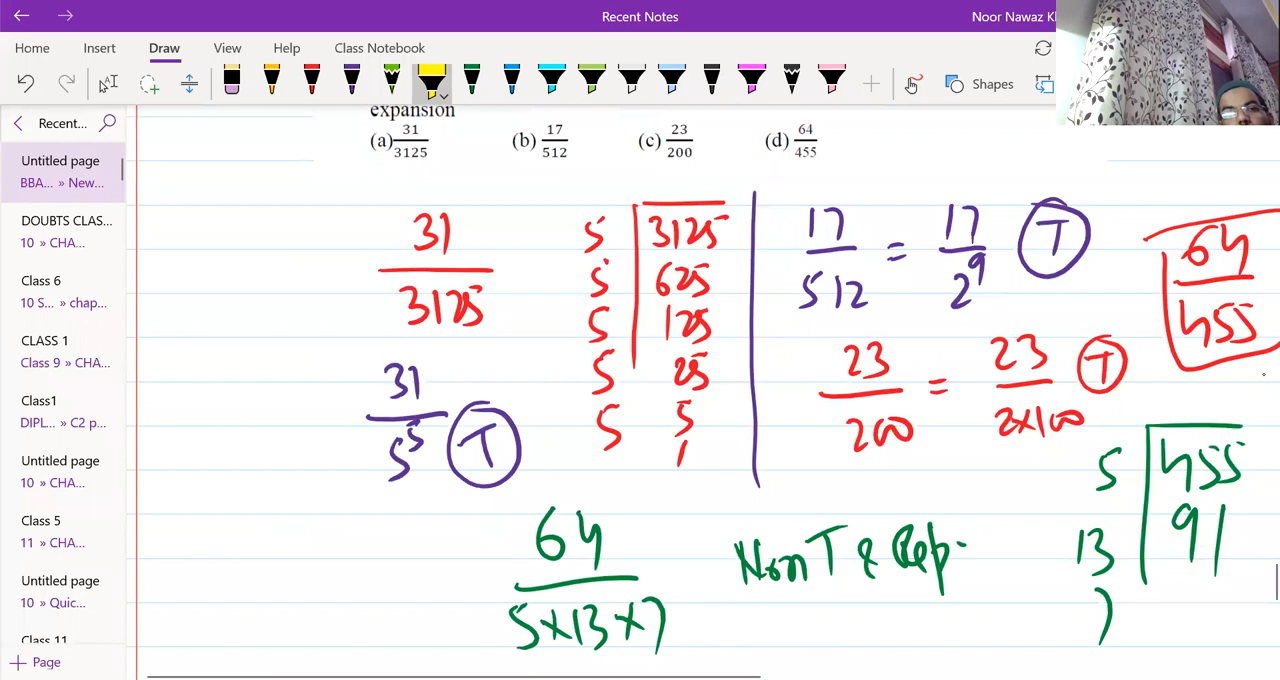 Recent Notes
Noor Nawaz Kh
Home Insert Draw View Help Class Notebook
Shapes
Recent...
Untitled page
BBA... » New...
DOUBTS CLAS...
10 » CHA...
Class 6
10 S... » chap...
CLASS 1
Class 9 » CHA...
Class1
DIPL... » C2 p...
Untitled page
10 » CHA...
Class 5
11 » CHA...
Untitled page
10 » Quic...
Class 11
Page
expansion
(a) 31/3125 (b) 17/512 (c) 23/200 (d) 64/455
31/3125
5 3125
5 625
5 125
5 25
5 5
1
31/5^5 T
17/512 = 17/2^9 T
23/200 = 23/2×100 T
64/455
5 455
13 91
7
64/5×13×7
Non T & Rep.